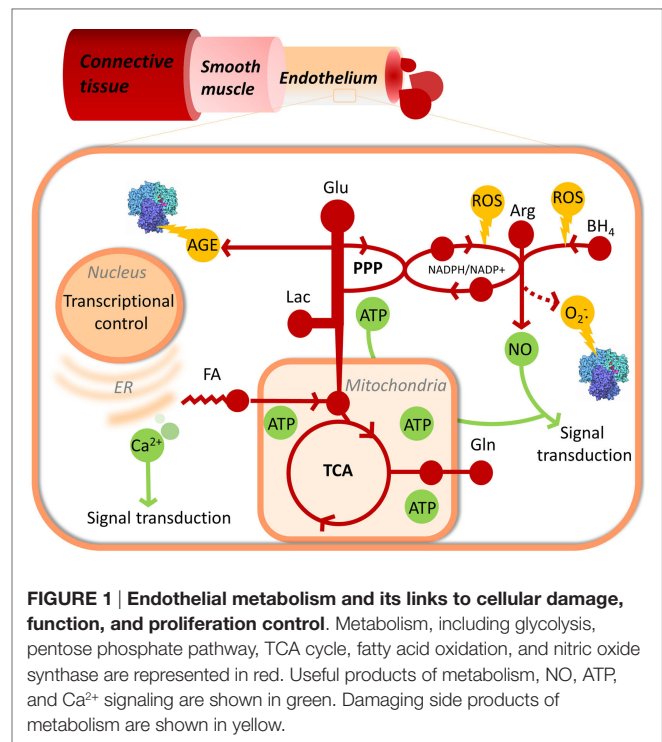 Connective
tissue
Smooth
muscle
Endothelium
Glu
ROS
Arg
ROS
BH₄
AGE
PPP
NADPH/NADP+
Nucleus
Transcriptional
control
Lac
ATP
O₂⁻·
NO
ER
FA
Mitochondria
ATP
ATP
Gln
Signal
transduction
Ca²⁺
TCA
ATP
Signal transduction
FIGURE 1 | Endothelial metabolism and its links to cellular damage,
function, and proliferation control. Metabolism, including glycolysis,
pentose phosphate pathway, TCA cycle, fatty acid oxidation, and nitric oxide
synthase are represented in red. Useful products of metabolism, NO, ATP,
and Ca²⁺ signaling are shown in green. Damaging side products of
metabolism are shown in yellow.